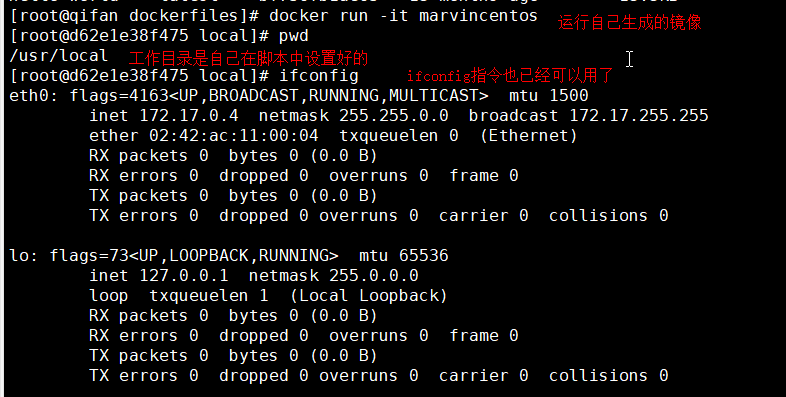 [root@qifan dockerfiles]# docker run -it marvincentos 运行自己生成的镜像
[root@d62e1e38f475 local]# pwd
/usr/local 工作目录是自己在脚本中设置好的
[root@d62e1e38f475 local]# ifconfig ifconfig指令也已经可以用了
eth0: flags=4163<UP,BROADCAST,RUNNING,MULTICAST>  mtu 1500
        inet 172.17.0.4  netmask 255.255.0.0  broadcast 172.17.255.255
        ether 02:42:ac:11:00:04  txqueuelen 0  (Ethernet)
        RX packets 0  bytes 0 (0.0 B)
        RX errors 0  dropped 0  overruns 0  frame 0
        TX packets 0  bytes 0 (0.0 B)
        TX errors 0  dropped 0 overruns 0  carrier 0  collisions 0
lo: flags=73<UP,LOOPBACK,RUNNING>  mtu 65536
        inet 127.0.0.1  netmask 255.0.0.0
        loop  txqueuelen 1  (Local Loopback)
        RX packets 0  bytes 0 (0.0 B)
        RX errors 0  dropped 0  overruns 0  frame 0
        TX packets 0  bytes 0 (0.0 B)
        TX errors 0  dropped 0 overruns 0  carrier 0  collisions 0